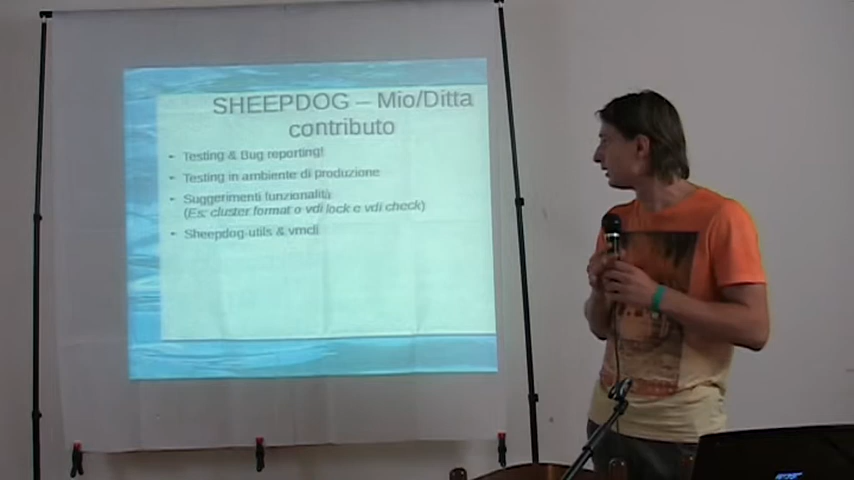 SHEEPDOG – Mio/Ditta
contributo
- Testing & Bug reporting!
- Testing in ambiente di produzione
- Suggerimenti funzionalità
(Es: cluster format o vdi lock e vdi check)
- Sheepdog-utils & vmcli